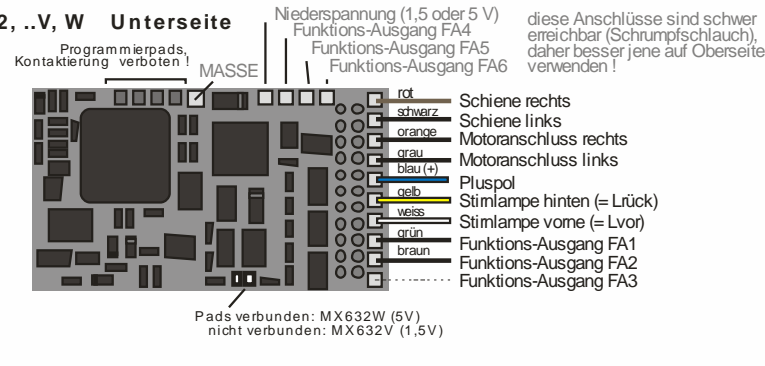 2, ..V, W Unterseite
Programmierpads,
Kontaktierung verboten !
MASSE
Niederspannung (1,5 oder 5 V)
Funktions-Ausgang FA4
Funktions-Ausgang FA5
Funktions-Ausgang FA6
diese Anschlüsse sind schwer
erreichbar (Schrumpfschlauch),
daher besser jene auf Oberseite
verwenden !
rot Schiene rechts
schwarz Schiene links
orange Motoranschluss rechts
grau Motoranschluss links
blau (+) Pluspol
gelb Stirnlampe hinten (= Lrück)
weiss Stirnlampe vorne (= Lvor)
grün Funktions-Ausgang FA1
braun Funktions-Ausgang FA2
Funktions-Ausgang FA3
Pads verbunden: MX632W (5V)
nicht verbunden: MX632V (1,5V)